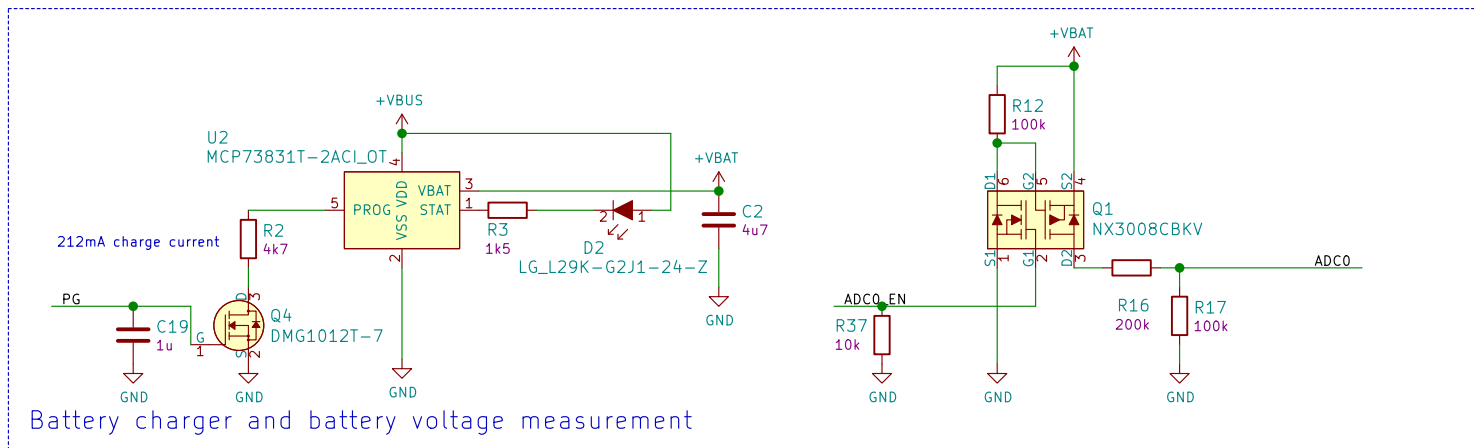 +VBUS
U2
MCP73831T-2ACI_OT
4
VDD
VBAT
3
+VBAT
5
PROG
STAT
1
VSS
2
R3
1k5
2
1
D2
LG_L29K-G2J1-24-Z
C2
4u7
GND
212mA charge current
R2
4k7
PG
C19
1u
GND
D
3
Q4
DMG1012T-7
G
1
S
2
GND
GND
+VBAT
R12
100k
D1
6
G2
5
S2
4
Q1
NX3008CBKV
S1
1
G1
2
D2
3
ADC0_EN
R37
10k
GND
GND
R16
200k
R17
100k
ADC0
GND
Battery charger and battery voltage measurement